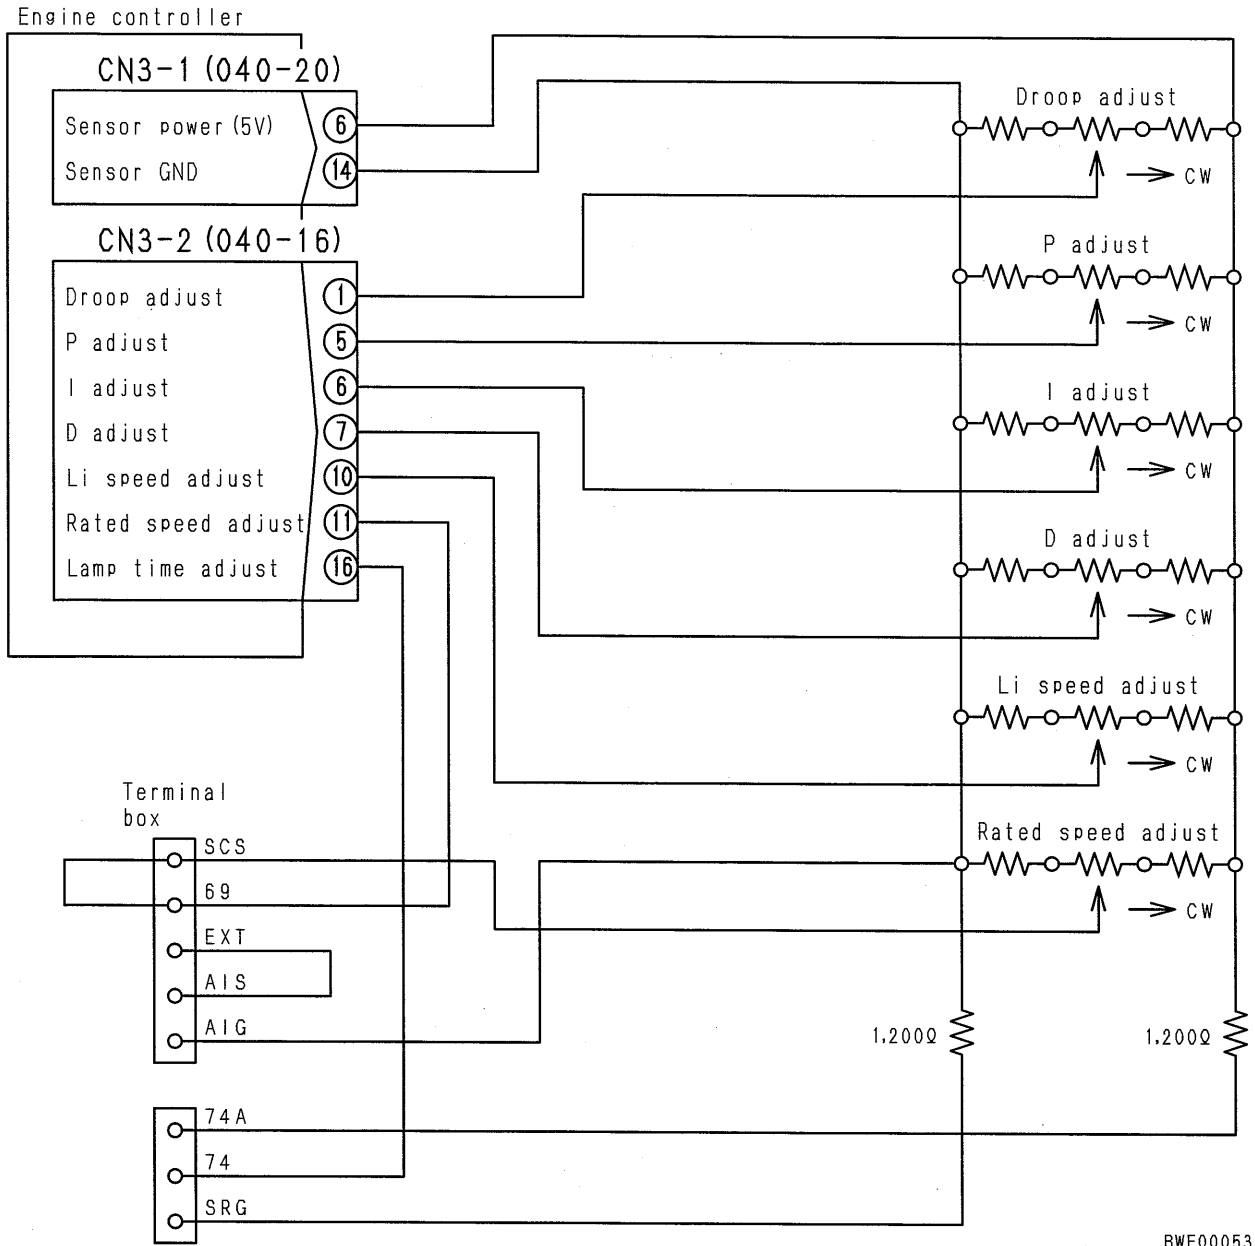 Engine controller
CN3-1 (040-20)
Sensor power (5V) 6
Sensor GND 14
CN3-2 (040-16)
Droop adjust 1
P adjust 5
I adjust 6
D adjust 7
Li speed adjust 10
Rated speed adjust 11
Lamp time adjust 16
Droop adjust
CW
P adjust
CW
I adjust
CW
D adjust
CW
Li speed adjust
CW
Rated speed adjust
CW
1,200Ω
1,200Ω
Terminal
box
SCS
69
EXT
AIS
AIG
74A
74
SRG
BWE00053